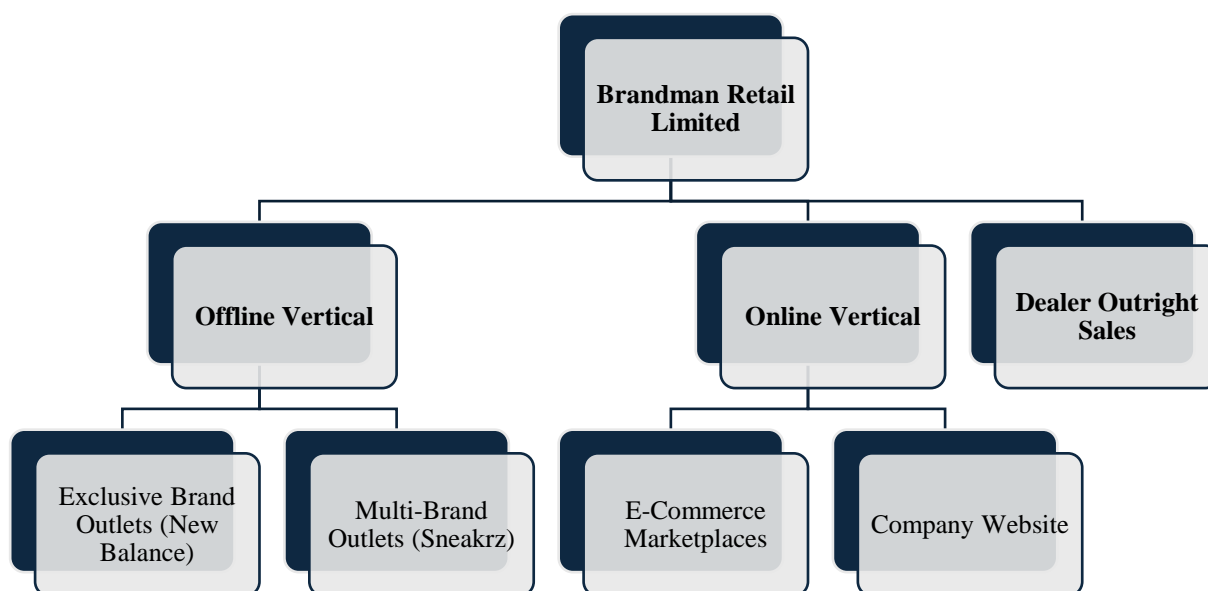 Brandman Retail
Limited
Offline Vertical
Online Vertical
Dealer Outright
Sales
Exclusive Brand
Outlets (New
Balance)
Multi-Brand
Outlets (Sneakrz)
E-Commerce
Marketplaces
Company Website